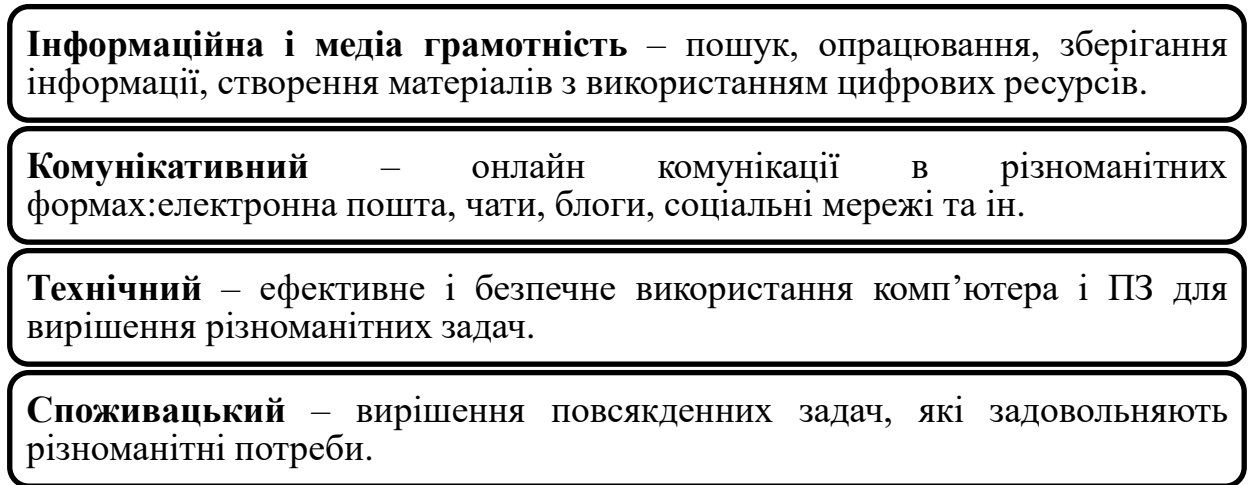 Інформаційна і медіа грамотність – пошук, опрацювання, зберігання
інформації, створення матеріалів з використанням цифрових ресурсів.
Комунікативний – онлайн комунікації в різноманітних
формах:електронна пошта, чати, блоги, соціальні мережі та ін.
Технічний – ефективне і безпечне використання комп’ютера і ПЗ для
вирішення різноманітних задач.
Споживацький – вирішення повсякденних задач, які задовольняють
різноманітні потреби.